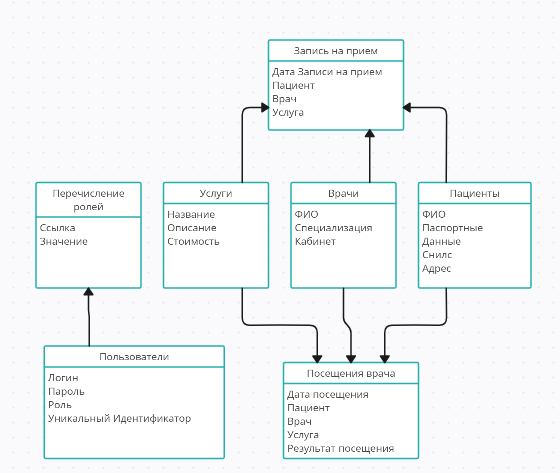 Запись на прием
Дата Записи на прием
Пациент
Врач
Услуга
Перечисление
ролей
Ссылка
Значение
Услуги
Название
Описание
Стоимость
Врачи
ФИО
Специализация
Кабинет
Пациенты
ФИО
Паспортные
Данные
Снилс
Адрес
Пользователи
Логин
Пароль
Роль
Уникальный Идентификатор
Посещения врача
Дата посещения
Пациент
Врач
Услуга
Результат посещения